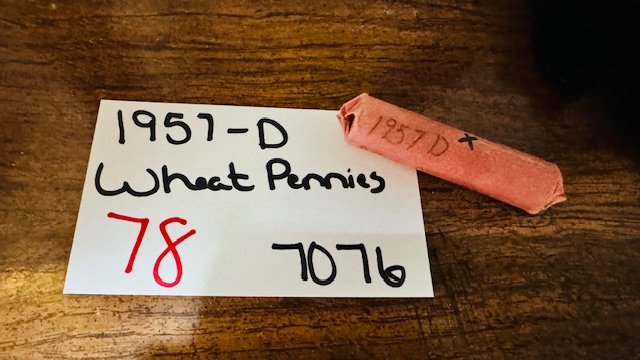 1957-D
Wheat Pennies
78 7076
1957 D x